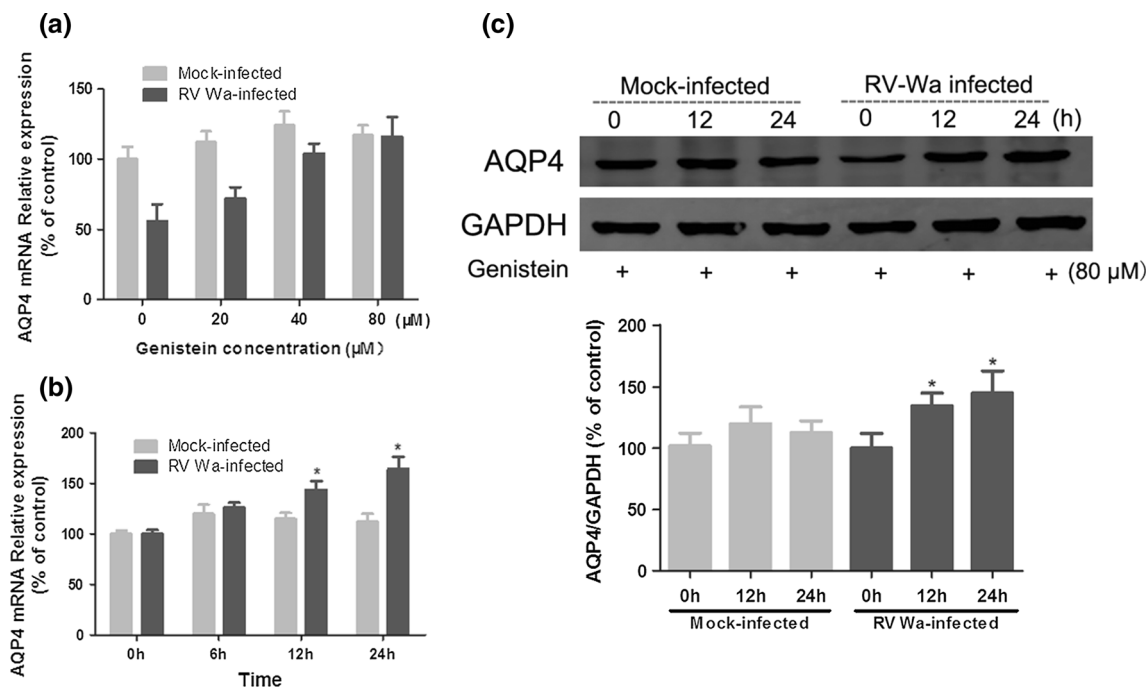 (a)
AQP4 mRNA Relative expression
(% of control)
Mock-infected
RV Wa-infected
150
100
50
0
0 20 40 80 (μM)
Genistein concentration (μM)
(b)
AQP4 mRNA Relative expression
(% of control)
Mock-infected
RV Wa-infected
200
150
100
50
0
* *
0h 6h 12h 24h
Time
(c)
Mock-infected RV-Wa infected
0 12 24 0 12 24 (h)
AQP4
GAPDH
Genistein + + + + + + (80 μM)
AQP4/GAPDH (% of control)
200
150
100
50
0
* *
0h 12h 24h 0h 12h 24h
Mock-infected RV Wa-infected